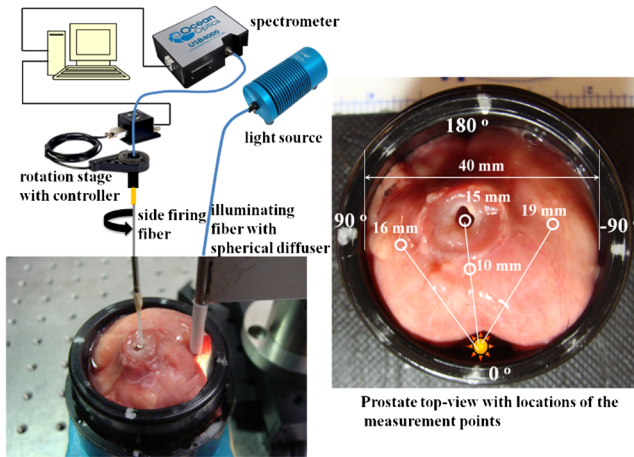 spectrometer
Ocean
Optics
USB4000
light source
rotation stage
with controller
side firing
fiber
illuminating
fiber with
spherical diffuser
180 º
40 mm
15 mm
90 º
16 mm
19 mm
-90 º
10 mm
0 º
Prostate top-view with locations of the
measurement points